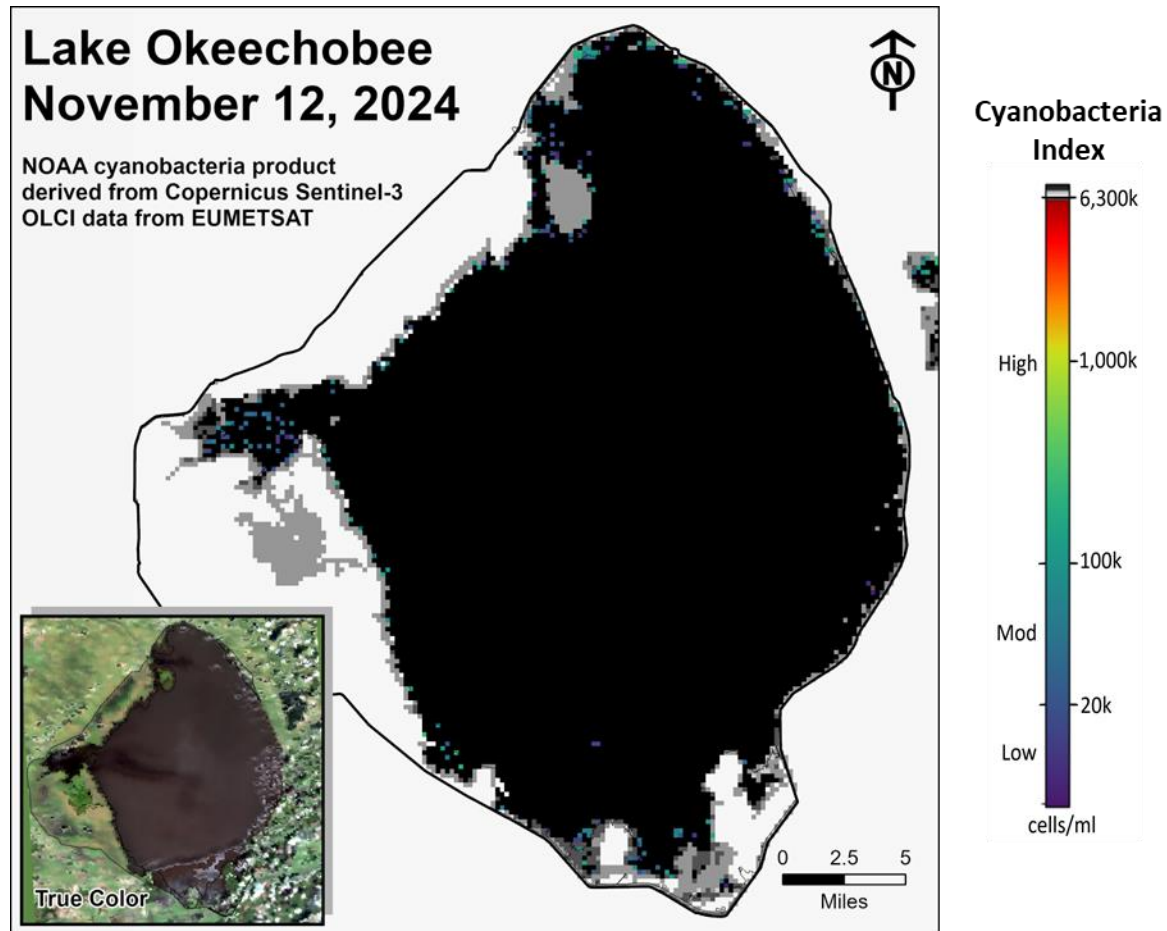 Lake Okeechobee
November 12, 2024
N
NOAA cyanobacteria product
derived from Copernicus Sentinel-3
OLCI data from EUMETSAT
Cyanobacteria
Index
6,300k
High
1,000k
100k
Mod
20k
Low
cells/ml
True Color
0 2.5 5
Miles